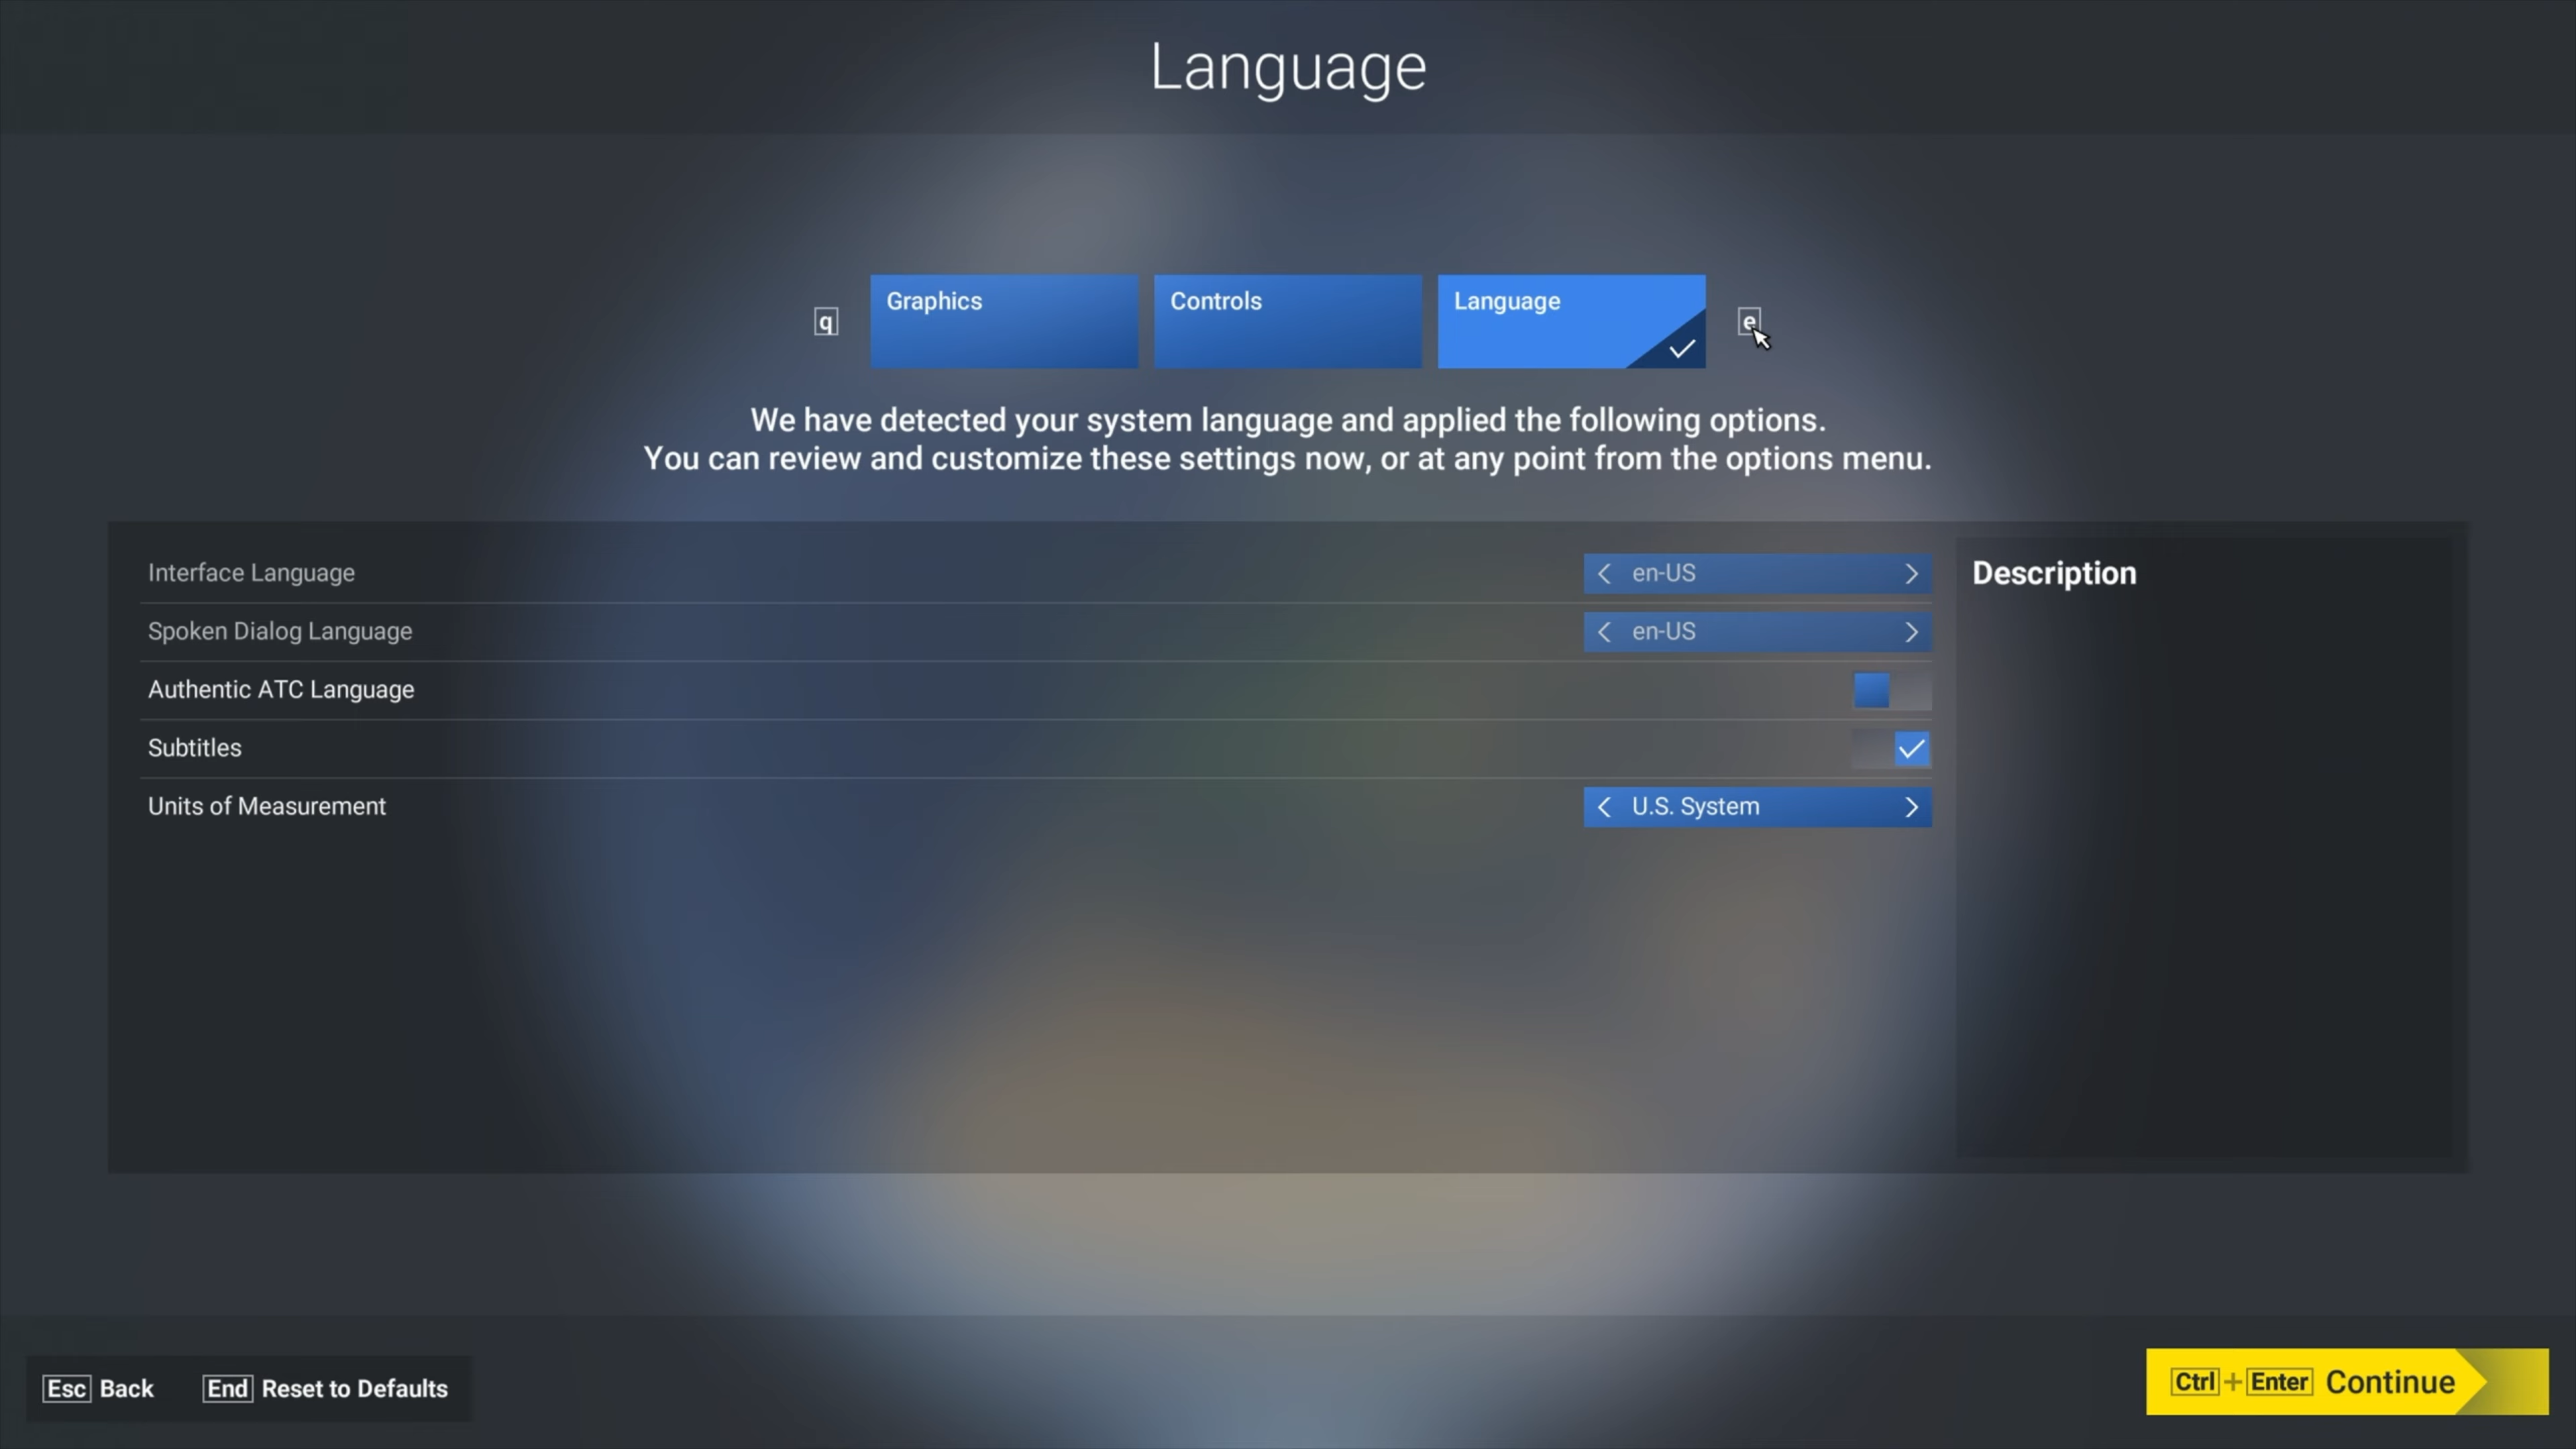 Language
q
Graphics
Controls
Language
e
We have detected your system language and applied the following options.
You can review and customize these settings now, or at any point from the options menu.
Interface Language
en-US
Description
Spoken Dialog Language
en-US
Authentic ATC Language
Subtitles
Units of Measurement
U.S. System
Esc Back
End Reset to Defaults
Ctrl + Enter Continue